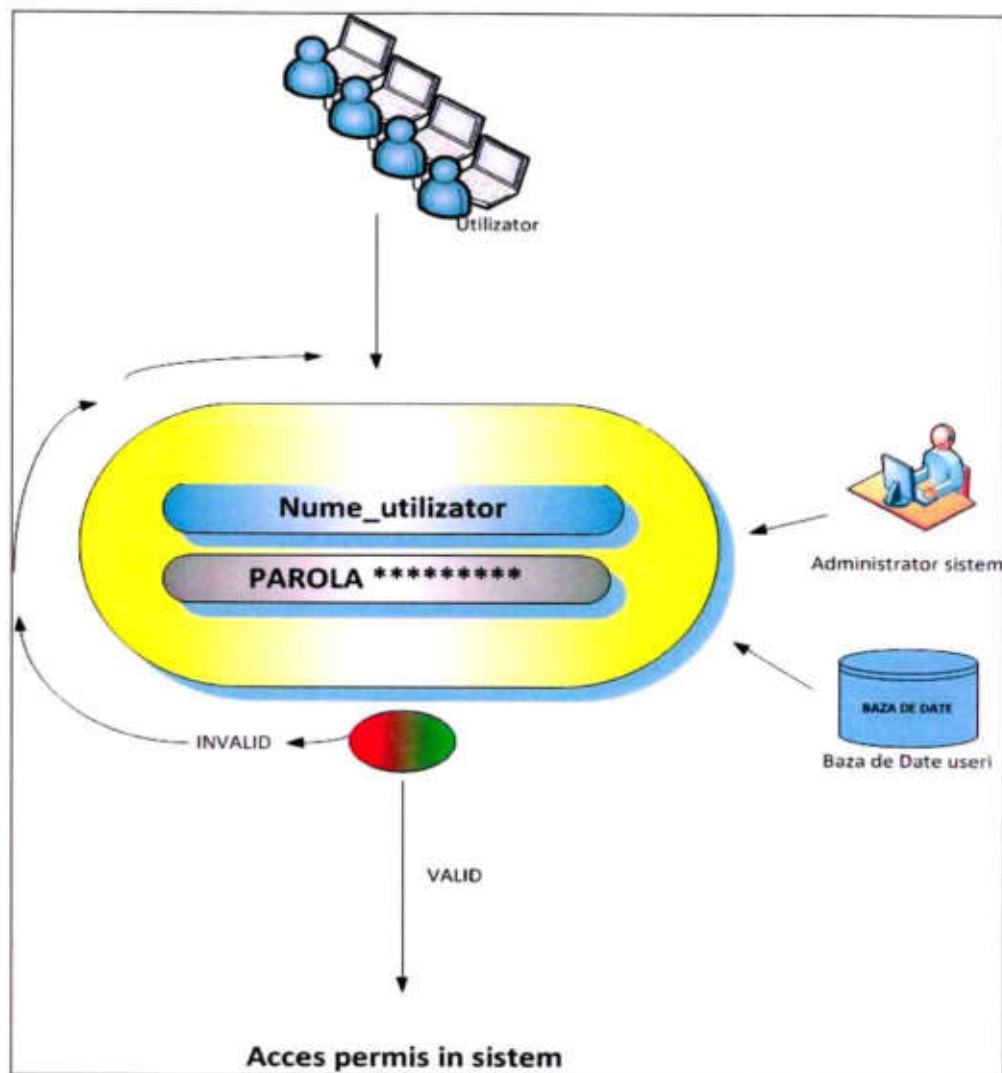 Utilizator
Nume_utilizator
PAROLA *********
Administrator sistem
BAZA DE DATE
Baza de Date useri
INVALID
VALID
Acces permis in sistem